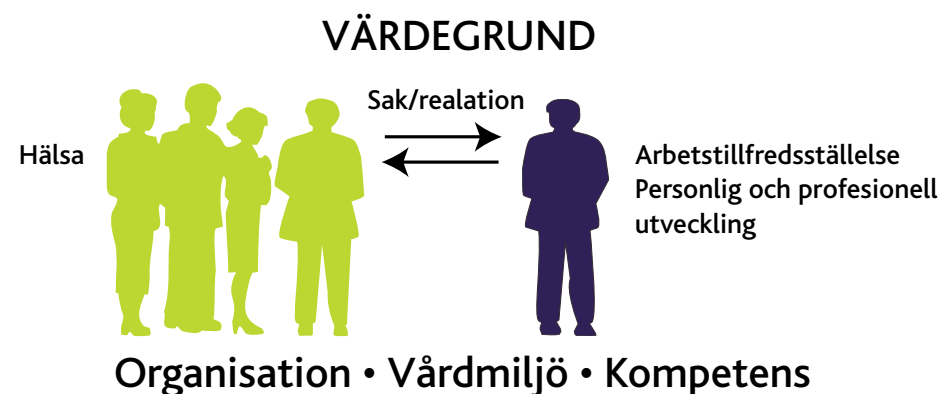 VÄRDEGRUND
Sak/realation
Hälsa
Arbetstillfredsställelse
Personlig och profesionell
utveckling
Organisation • Vårdmiljö • Kompetens